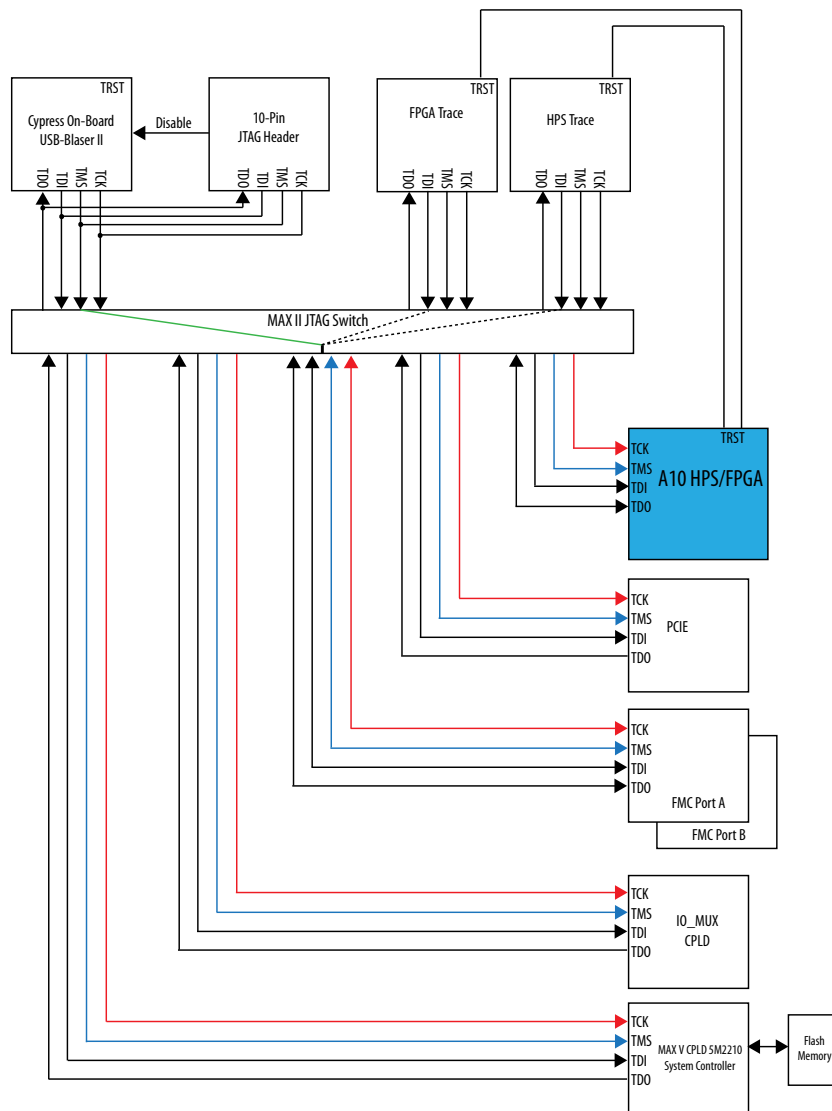 TRST
Cypress On-Board
USB-Blaser II
TDO
TDI
TMS
TCK
Disable
10-Pin
JTAG Header
TDO
TDI
TMS
TCK
TRST
FPGA Trace
TDO
TDI
TMS
TCK
TRST
HPS Trace
TDO
TDI
TMS
TCK
MAX II JTAG Switch
TRST
TCK
TMS
TDI
TDO
A10 HPS/FPGA
TCK
TMS
TDI
TDO
PCIE
TCK
TMS
TDI
TDO
FMC Port A
FMC Port B
TCK
TMS
TDI
TDO
IO_MUX
CPLD
TCK
TMS
TDI
TDO
MAX V CPLD 5M2210
System Controller
Flash
Memory